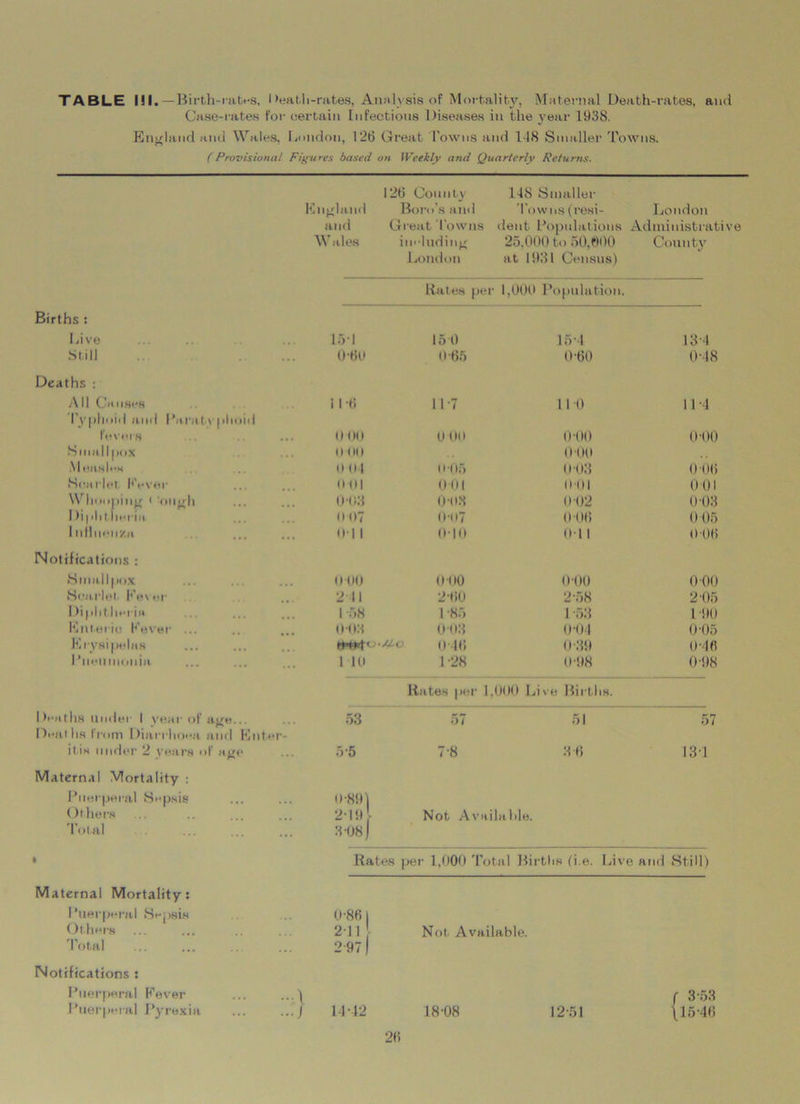 TABLE III.—Birth-rates, Death-rates, Analysis of Mortality, Maternal Death-rates, and
Case-rates for certain Infectious Diseases in the year 1938.
England and Wales, London, 126 Great Towns and 148 Smaller Towns.
(Provisional Figures based on Weekly and Quarterly Returns.
126 County 148 Smaller
England Boro's and Towns (resi- London
and Great Towns dent Populations Administrative
Wales including 25,000 to 50,000 County
London at 1931 Census)
Rates per 1,000 Population.
Births :
Live ... 15·1 15·0 15·4 13·4
Still ... 0·60 0·65 0·60 0·48
Deaths :
All Causes ... 11·6 11·7 11·0 11·4
Typhoid and Paratyphoid
fevers ... 0·00 0·00 0·00 0·00
Smallpox ... 0·00 .. 0·00 ..
Measles ... 0·04 0·05 0·03 0·06
Scarlet Fever ... 0·01 0·01 0·01 0·01
Whooping Cough ... 0·03 0·03 0·02 0·03
Diphtheria ... 0·07 0·07 0·06 0·05
Influenza ... 0·11 0·10 0·11 0·06
Notifications :
Smallpox ... 0·00 0·00 0·00 0·00
Scarlet Fever ... 2·41 2·60 2·58 2·05
Diphtheria ... 1·58 1·85 1·53 1·90
Enteric Fever ... 0·03 0·03 0·04 0·05
Erysipelas ... 0·46 0·39 0·46
Pneumonia ... 1·10 1·28 0·98 0·98
Rates per 1,000 Live Births.
Deaths under 1 year of age... 53 57 51 57
Deaths from Diarrhoea and Enter-
itis under 2 years of age ... 5·5 7·8 3·6 13·1
Maternal Mortality :
Puerperal Sepsis ... 0·89
Others ... 2·19 Not Available.
Total ... 3·08
Rates per 1,000 Total Births (i.e. Live and Still)
Maternal Mortality :
Puerperal Sepsis ... 0·86
Others ... 2·11 Not Available.
Total ... 2·97
Notifications :
Puerperal Fever ... 3·53
Puerperal Pyrexia ... 14·42 18·08 12·51 15·46
26